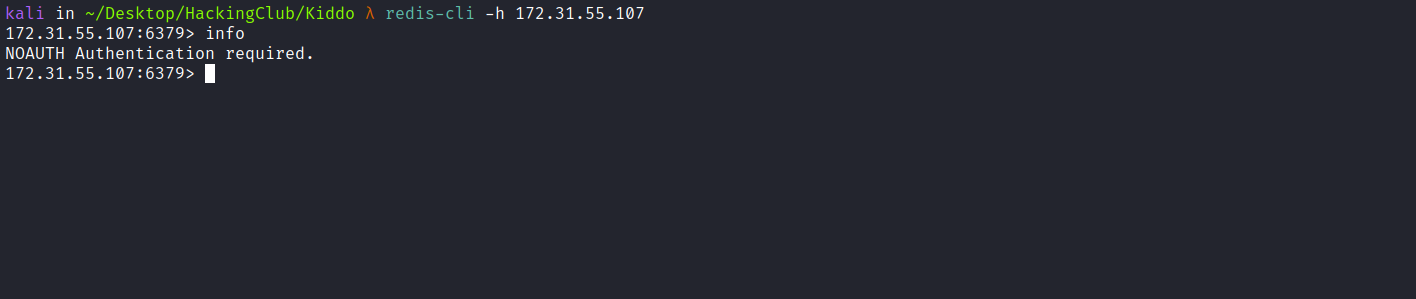 kali in ~/Desktop/HackingClub/Kiddo λ redis-cli -h 172.31.55.107
172.31.55.107:6379> info
NOAUTH Authentication required.
172.31.55.107:6379>